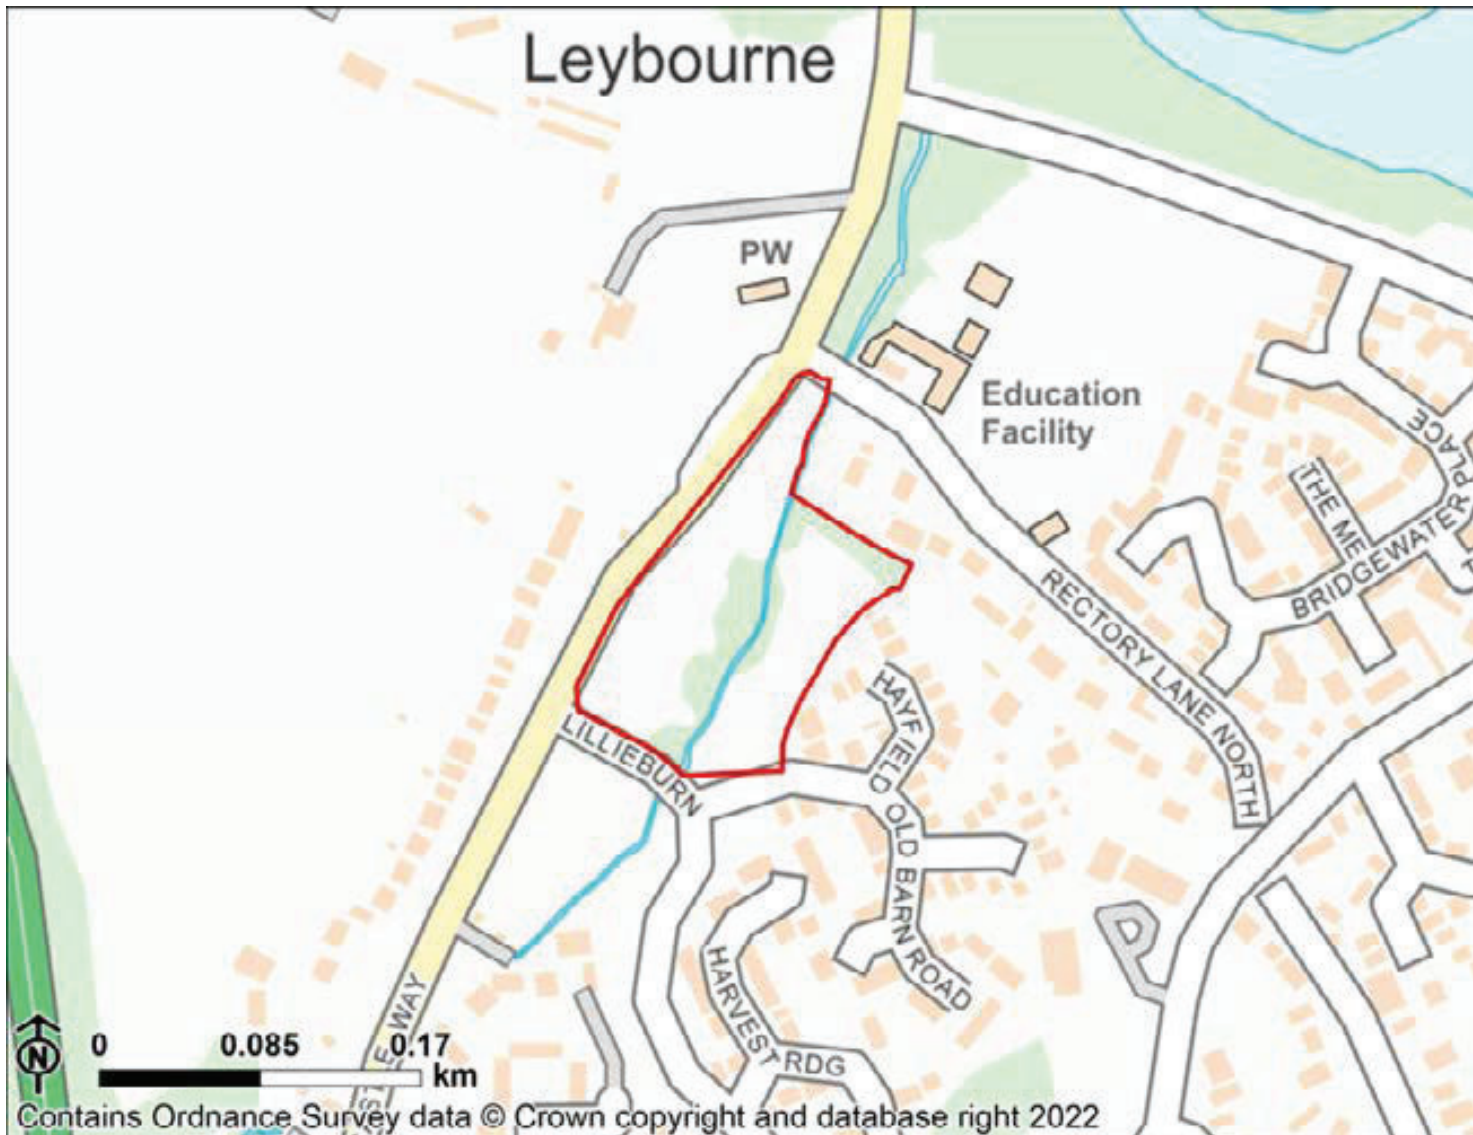 Leybourne
PW
Education
Facility
PLACE
THE ME
BRIDGEWATER
RECTORY LANE NORTH
HAYFIELD
LILLIEBURN
OLD BARN ROAD
HARVEST RDG
WAY
N
0 0.085 0.17
km
Contains Ordnance Survey data © Crown copyright and database right 2022